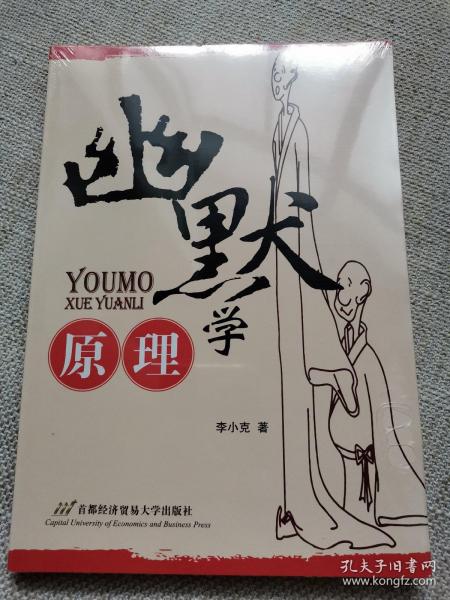 幽默学
YOUMO
XUE YUANLI
原理
李小克 著
首都经济贸易大学出版社
Capital University of Economics and Business Press
孔夫子旧书网
www.kongfz.com